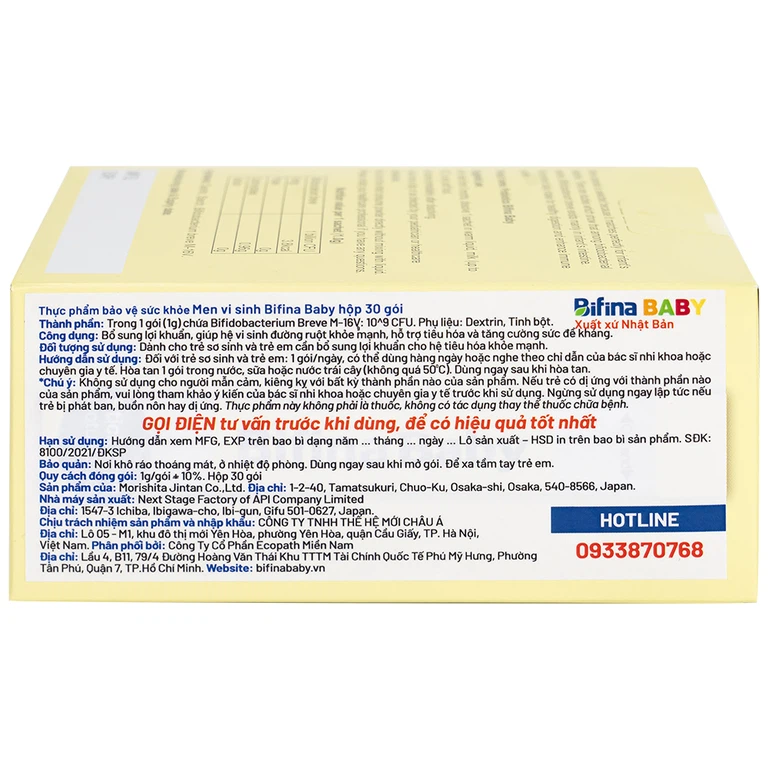 Thực phẩm bảo vệ sức khỏe Men vi sinh Bifina Baby hộp 30 gói
Thành phần: Trong 1 gói (1g) chứa Bifidobacterium Breve M-16V: 10^9 CFU. Phụ liệu: Dextrin, Tinh bột.
Công dụng: Bổ sung lợi khuẩn, giúp hệ vi sinh đường ruột khỏe mạnh, hỗ trợ tiêu hóa và tăng cường sức đề kháng.
Đối tượng sử dụng: Dành cho trẻ sơ sinh và trẻ em cần bổ sung lợi khuẩn cho hệ tiêu hóa khỏe mạnh.
Hướng dẫn sử dụng: Đối với trẻ sơ sinh và trẻ em: 1 gói/ngày, có thể dùng hàng ngày hoặc nghe theo chỉ dẫn của bác sĩ nhi khoa hoặc
chuyên gia y tế. Hòa tan 1 gói trong nước, sữa hoặc nước trái cây (không quá 50°C). Dùng ngay sau khi hòa tan.
*Chú ý: Không sử dụng cho người mẫn cảm, kiêng kỵ với bất kỳ thành phần nào của sản phẩm. Nếu trẻ có dị ứng với thành phần nào
của sản phẩm, vui lòng tham khảo ý kiến của bác sĩ nhi khoa hoặc chuyên gia y tế trước khi sử dụng. Ngừng sử dụng ngay lập tức nếu
trẻ bị phát ban, buồn nôn hay dị ứng. Thực phẩm này không phải là thuốc, không có tác dụng thay thế thuốc chữa bệnh.
GỌI ĐIỆN tư vấn trước khi dùng, để có hiệu quả tốt nhất
Hạn sử dụng: Hướng dẫn xem MFG, EXP trên bao bì dạng năm ... tháng ... ngày ... Lô sản xuất – HSD in trên bao bì sản phẩm. SĐK:
8100/2021/ĐKSP
Bảo quản: Nơi khô ráo thoáng mát, ở nhiệt độ phòng. Dùng ngay sau khi mở gói. Để xa tầm tay trẻ em.
Quy cách đóng gói: 1g/gói ± 10%. Hộp 30 gói
Sản phẩm của: Morishita Jintan Co.,Ltd. Địa chỉ: 1-2-40, Tamatsukuri, Chuo-Ku, Osaka-shi, Osaka, 540-8566, Japan.
Nhà máy sản xuất: Next Stage Factory of API Company Limited
Địa chỉ: 1547-3 Ichiba, Ibigawa-cho, Ibi-gun, Gifu 501-0627, Japan.
Chịu trách nhiệm sản phẩm và nhập khẩu: CÔNG TY TNHH THẾ HỆ MỚI CHÂU Á
Địa chỉ: Lô 05 - M1, khu đô thị mới Yên Hòa, phường Yên Hòa, quận Cầu Giấy, TP. Hà Nội,
Việt Nam. Phân phối bởi: Công Ty Cổ Phần Ecopath Miền Nam
Địa chỉ: Lầu 4, B11, 79/4 Đường Hoàng Văn Thái Khu TTTM Tài Chính Quốc Tế Phú Mỹ Hưng, Phường
Tân Phú, Quận 7, TP.Hồ Chí Minh. Website: bifinababy.vn
Bifina BABY
Xuất xứ Nhật Bản
HOTLINE
0933870768